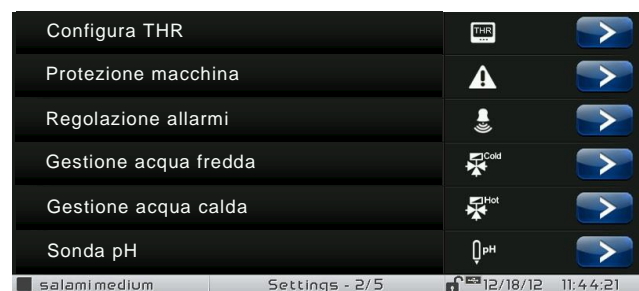 Configura THR THR
Protezione macchina
Regolazione allarmi
Gestione acqua fredda Cold
Gestione acqua calda Hot
Sonda pH pH
salamimedium Settings - 2/5 12/18/12 11:44:21